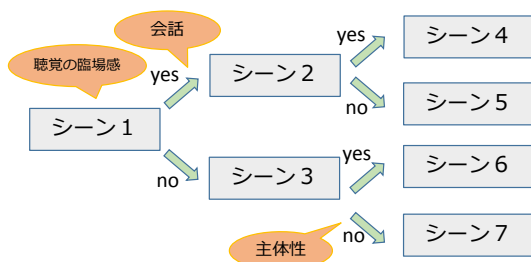 会話
聴覚の臨場感
yes
yes
シーン４
シーン２
no
シーン５
シーン１
no
シーン３
yes
シーン６
主体性
no
シーン７